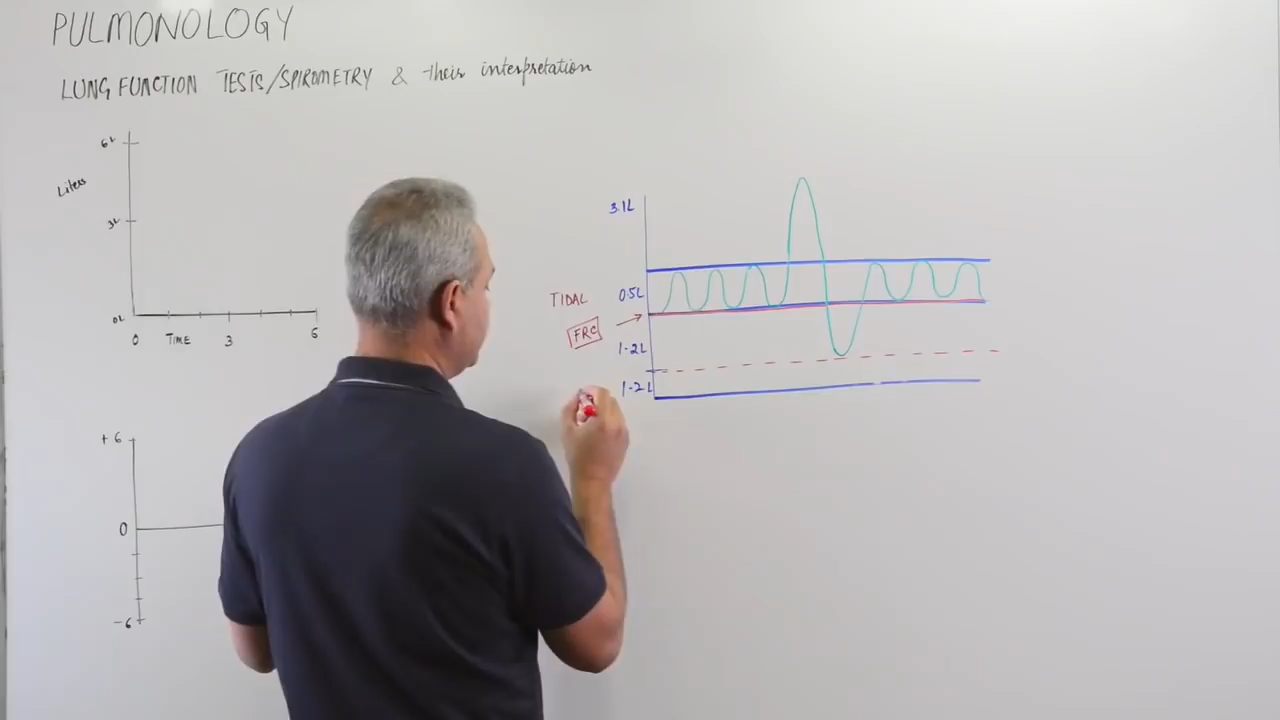 PULMONOLOGY
LUNG FUNCTION TESTS/SPIROMETRY & their interpretation
6L
Liters
3L
0L
0 TIME 3 6
+6
0
-6
3.1L
TIDAL 0.5L
FRC
1.2L
1.2L